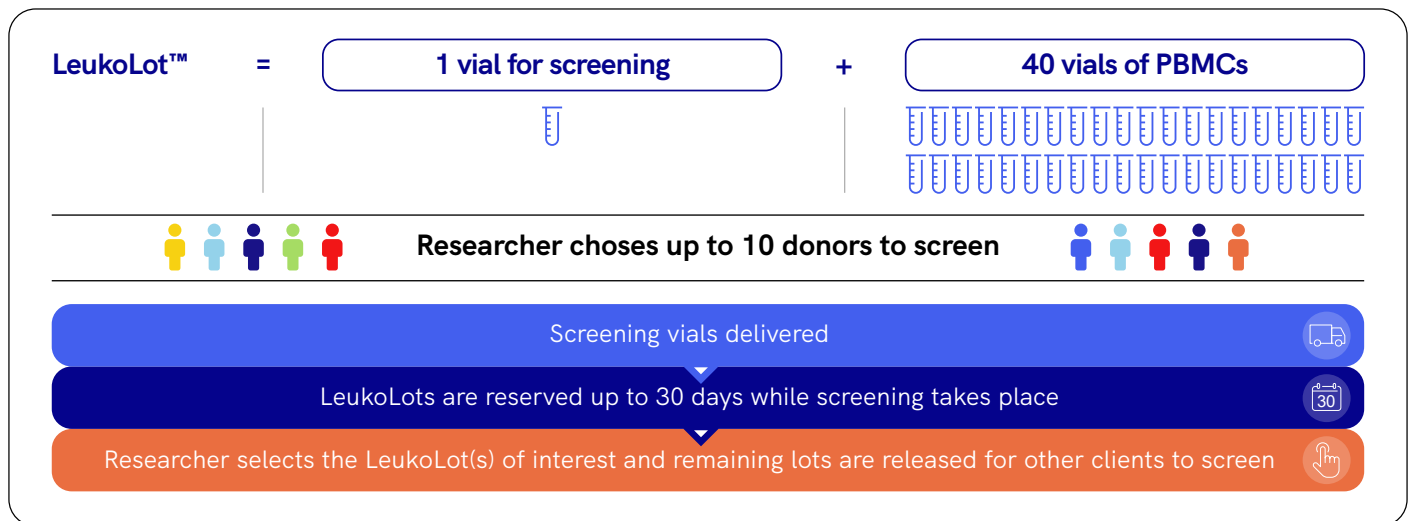 LeukoLot™ = 1 vial for screening + 40 vials of PBMCs
Researcher choses up to 10 donors to screen
Screening vials delivered
LeukoLots are reserved up to 30 days while screening takes place
30
Researcher selects the LeukoLot(s) of interest and remaining lots are released for other clients to screen